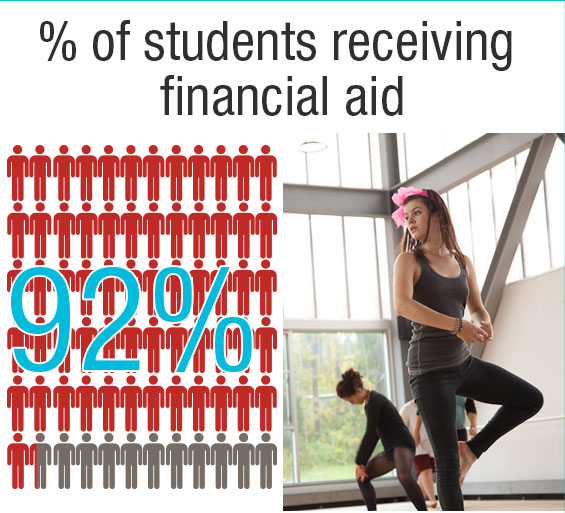 % of students receiving
financial aid
92%